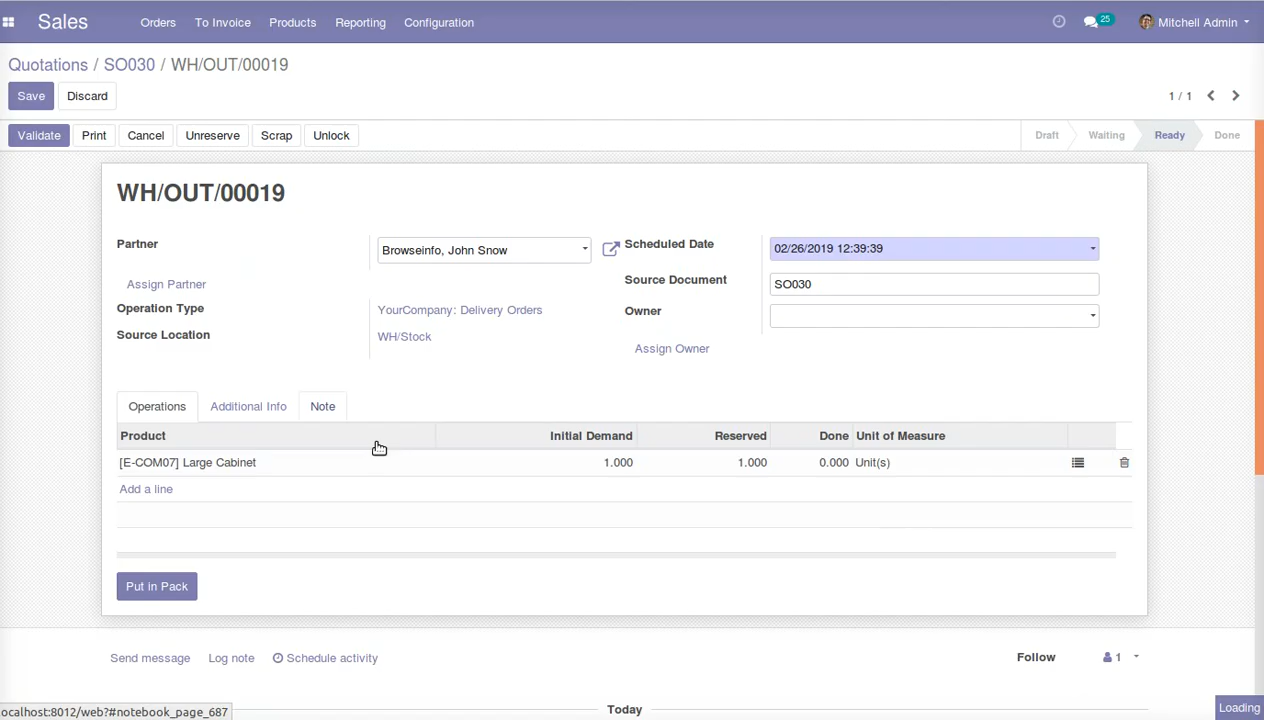 Sales Orders To Invoice Products Reporting Configuration 25 Mitchell Admin
Quotations / SO030 / WH/OUT/00019
Save Discard 1 / 1
Validate Print Cancel Unreserve Scrap Unlock Draft Waiting Ready Done
WH/OUT/00019
Partner Browseinfo, John Snow Scheduled Date 02/26/2019 12:39:39
Assign Partner Source Document SO030
Operation Type YourCompany: Delivery Orders Owner
Source Location WH/Stock Assign Owner
Operations Additional Info Note
Product Initial Demand Reserved Done Unit of Measure
[E-COM07] Large Cabinet 1.000 1.000 0.000 Unit(s)
Add a line
Put in Pack
Send message Log note Schedule activity Follow 1
Today
ocalhost:8012/web?#notebook_page_687 Loading